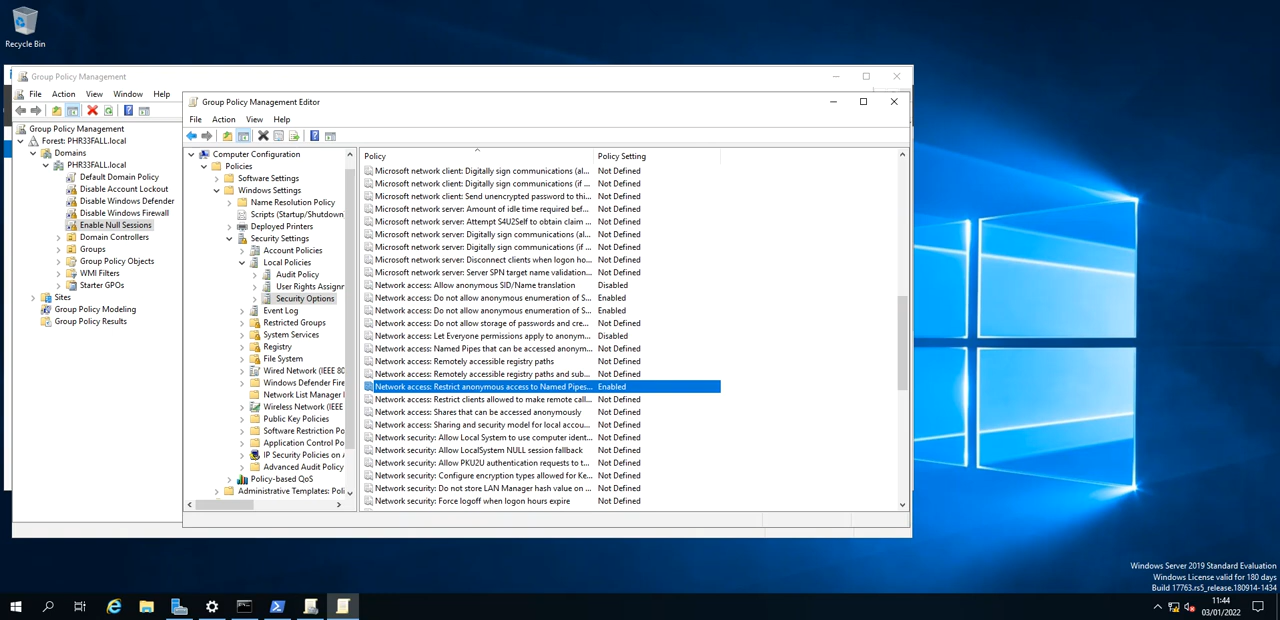 Recycle Bin
Group Policy Management
File Action View Window Help
Group Policy Management
Forest: PHR33FALL.local
Domains
PHR33FALL.local
Default Domain Policy
Disable Account Lockout
Disable Windows Defender
Disable Windows Firewall
Enable Null Sessions
Domain Controllers
Groups
Group Policy Objects
WMI Filters
Starter GPOs
Sites
Group Policy Modeling
Group Policy Results
Group Policy Management Editor
File Action View Help
Computer Configuration
Policies
Software Settings
Windows Settings
Name Resolution Policy
Scripts (Startup/Shutdown
Deployed Printers
Security Settings
Account Policies
Local Policies
Audit Policy
User Rights Assignr
Security Options
Event Log
Restricted Groups
System Services
Registry
File System
Wired Network (IEEE 80
Windows Defender Fire
Network List Manager
Wireless Network (IEEE
Public Key Policies
Software Restriction Po
Application Control Po
IP Security Policies on A
Advanced Audit Policy
Policy-based QoS
Administrative Templates: Poli
Policy Policy Setting
Microsoft network client: Digitally sign communications (al... Not Defined
Microsoft network client: Digitally sign communications (if ... Not Defined
Microsoft network client: Send unencrypted password to thi... Not Defined
Microsoft network server: Amount of idle time required bef... Not Defined
Microsoft network server: Attempt S4U2Self to obtain claim ... Not Defined
Microsoft network server: Digitally sign communications (al... Not Defined
Microsoft network server: Digitally sign communications (if ... Not Defined
Microsoft network server: Disconnect clients when logon ho... Not Defined
Microsoft network server: Server SPN target name validation... Not Defined
Network access: Allow anonymous SID/Name translation Disabled
Network access: Do not allow anonymous enumeration of S... Enabled
Network access: Do not allow anonymous enumeration of S... Enabled
Network access: Do not allow storage of passwords and cre... Not Defined
Network access: Let Everyone permissions apply to anonym... Disabled
Network access: Named Pipes that can be accessed anonym... Not Defined
Network access: Remotely accessible registry paths Not Defined
Network access: Remotely accessible registry paths and sub... Not Defined
Network access: Restrict anonymous access to Named Pipes... Enabled
Network access: Restrict clients allowed to make remote call... Not Defined
Network access: Shares that can be accessed anonymously Not Defined
Network access: Sharing and security model for local accou... Not Defined
Network security: Allow Local System to use computer ident... Not Defined
Network security: Allow LocalSystem NULL session fallback Not Defined
Network security: Allow PKU2U authentication requests to t... Not Defined
Network security: Configure encryption types allowed for Ke... Not Defined
Network security: Do not store LAN Manager hash value on ... Not Defined
Network security: Force logoff when logon hours expire Not Defined
Windows Server 2019 Standard Evaluation
Windows License valid for 180 days
Build 17763.rs5_release.180914-1434
11:44
03/01/2022